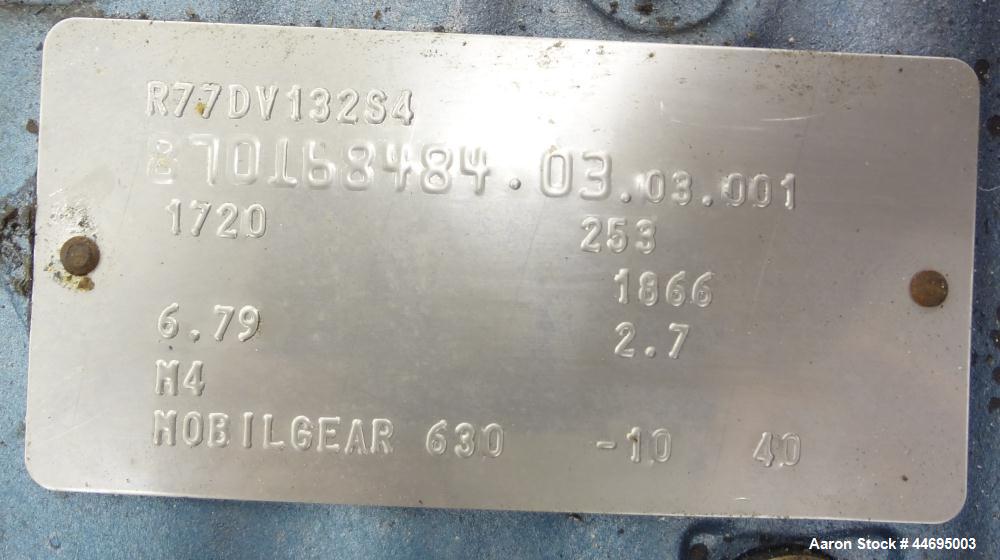 R77DV132S4
870168484.03.03.001
1720 253
1866
6.79 2.7
M4
MOBILGEAR 630 -10 40
Aaron Stock # 44695003